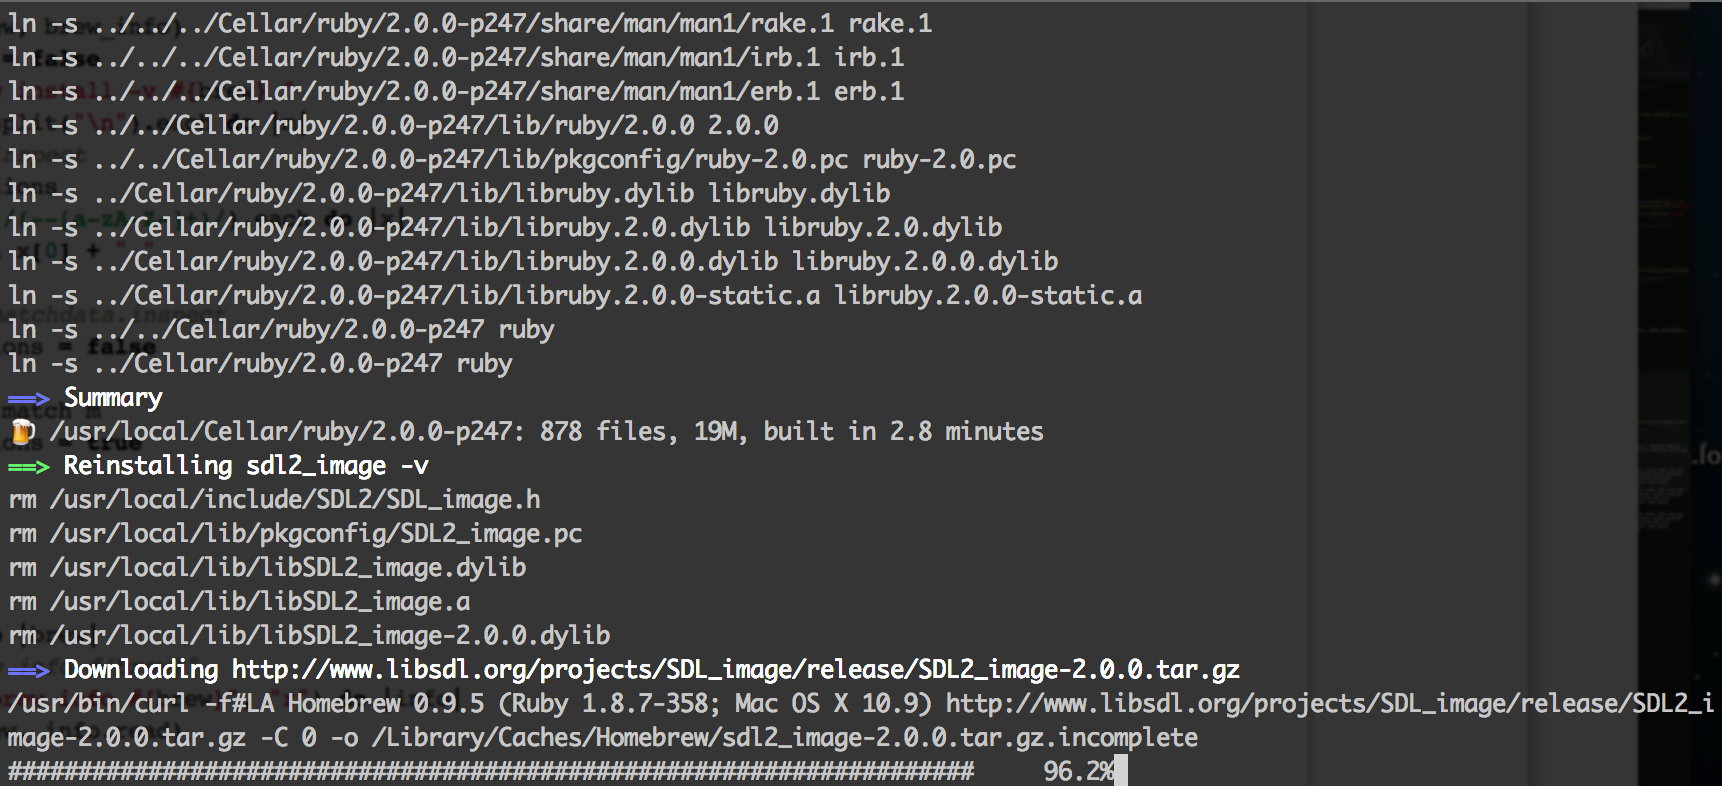 ln -s ../../../Cellar/ruby/2.0.0-p247/share/man/man1/rake.1 rake.1
ln -s ../../../Cellar/ruby/2.0.0-p247/share/man/man1/irb.1 irb.1
ln -s ../../../Cellar/ruby/2.0.0-p247/share/man/man1/erb.1 erb.1
ln -s ../../Cellar/ruby/2.0.0-p247/lib/ruby/2.0.0 2.0.0
ln -s ../../Cellar/ruby/2.0.0-p247/lib/pkgconfig/ruby-2.0.pc ruby-2.0.pc
ln -s ../Cellar/ruby/2.0.0-p247/lib/libruby.dylib libruby.dylib
ln -s ../Cellar/ruby/2.0.0-p247/lib/libruby.2.0.dylib libruby.2.0.dylib
ln -s ../Cellar/ruby/2.0.0-p247/lib/libruby.2.0.0.dylib libruby.2.0.0.dylib
ln -s ../Cellar/ruby/2.0.0-p247/lib/libruby.2.0.0-static.a libruby.2.0.0-static.a
ln -s ../../Cellar/ruby/2.0.0-p247 ruby
ln -s ../Cellar/ruby/2.0.0-p247 ruby
==> Summary
🍺 /usr/local/Cellar/ruby/2.0.0-p247: 878 files, 19M, built in 2.8 minutes
==> Reinstalling sdl2_image -v
rm /usr/local/include/SDL2/SDL_image.h
rm /usr/local/lib/pkgconfig/SDL2_image.pc
rm /usr/local/lib/libSDL2_image.dylib
rm /usr/local/lib/libSDL2_image.a
rm /usr/local/lib/libSDL2_image-2.0.0.dylib
==> Downloading http://www.libsdl.org/projects/SDL_image/release/SDL2_image-2.0.0.tar.gz
/usr/bin/curl -f#LA Homebrew 0.9.5 (Ruby 1.8.7-358; Mac OS X 10.9) http://www.libsdl.org/projects/SDL_image/release/SDL2_i
mage-2.0.0.tar.gz -C 0 -o /Library/Caches/Homebrew/sdl2_image-2.0.0.tar.gz.incomplete
##################################################################### 96.2%